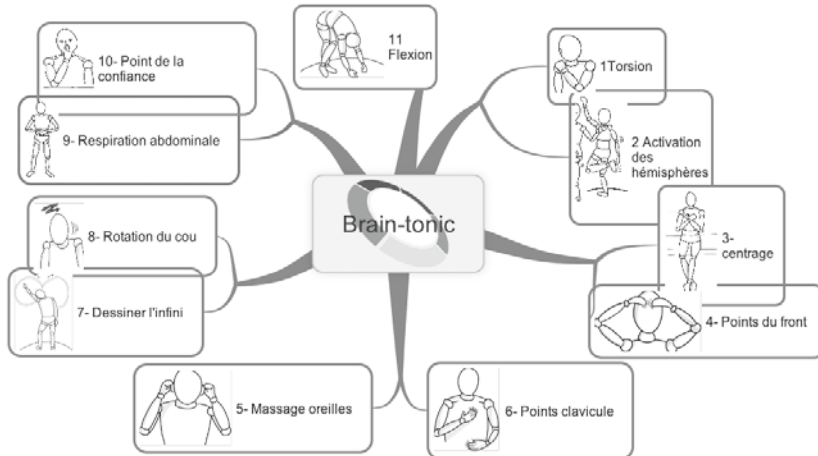 11
Flexion
10- Point de la
confiance
1Torsion
9- Respiration abdominale
2 Activation
des
hémisphères
Brain-tonic
8- Rotation du cou
3-
centrage
7- Dessiner l'infini
4- Points du front
5- Massage oreilles
6- Points clavicule